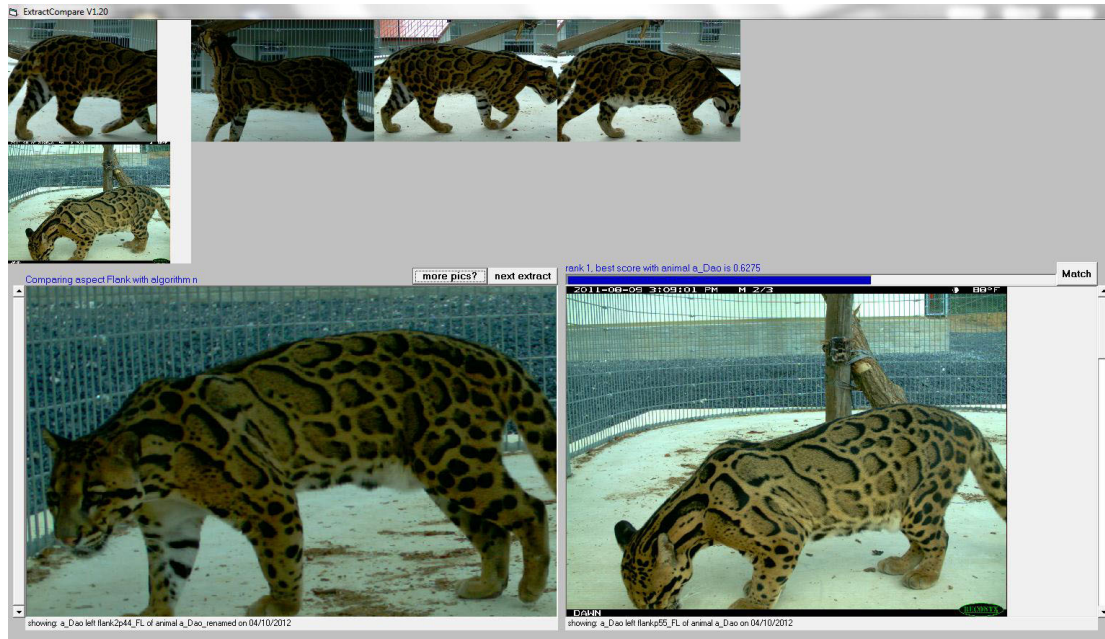 ExtractCompare V1.20
Comparing aspect Flank with algorithm n
more pics?
next extract
rank 1, best score with animal a_Dao is 0.6275
Match
2011-08-09 3:09:01 PM M 2/3 88°F
DAWN
RECONYX
showing: a_Dao left flank2p44_FL of animal a_Dao_renamed on 04/10/2012
showing: a_Dao left flankp55_FL of animal a_Dao on 04/10/2012